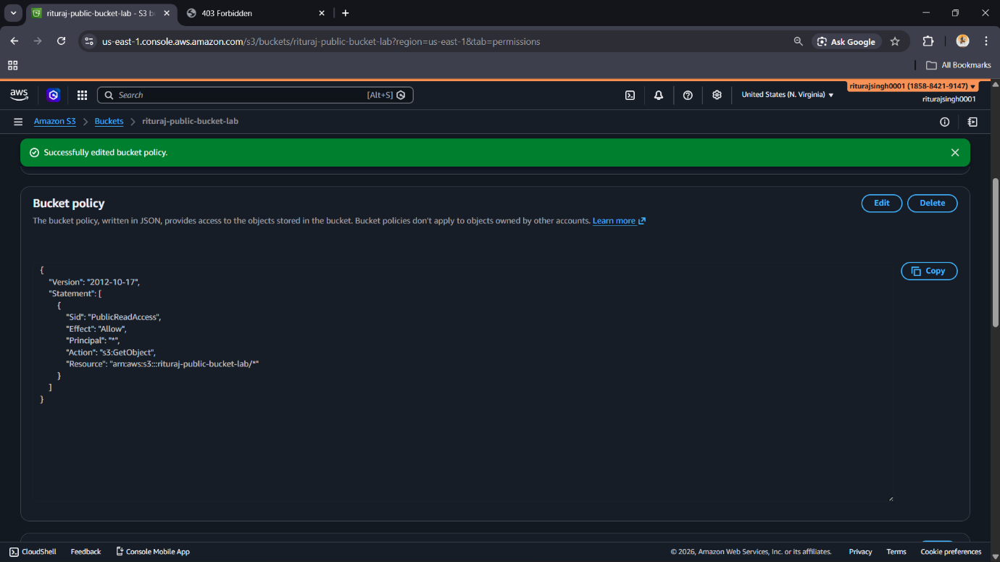 rituraj-public-bucket-lab - S3 b
403 Forbidden
us-east-1.console.aws.amazon.com/s3/buckets/rituraj-public-bucket-lab?region=us-east-1&tab=permissions
Ask Google
All Bookmarks
aws
Search
[Alt+S]
United States (N. Virginia) ▼
riturajsingh0001 (1858-8421-9147) ▼
riturajsingh0001
Amazon S3 > Buckets > rituraj-public-bucket-lab
Successfully edited bucket policy.
Bucket policy
Edit
Delete
The bucket policy, written in JSON, provides access to the objects stored in the bucket. Bucket policies don't apply to objects owned by other accounts. Learn more
Copy
{
"Version": "2012-10-17",
"Statement": [
{
"Sid": "PublicReadAccess",
"Effect": "Allow",
"Principal": "*",
"Action": "s3:GetObject",
"Resource": "arn:aws:s3:::rituraj-public-bucket-lab/*"
}
]
}
CloudShell
Feedback
Console Mobile App
© 2026, Amazon Web Services, Inc. or its affiliates.
Privacy
Terms
Cookie preferences